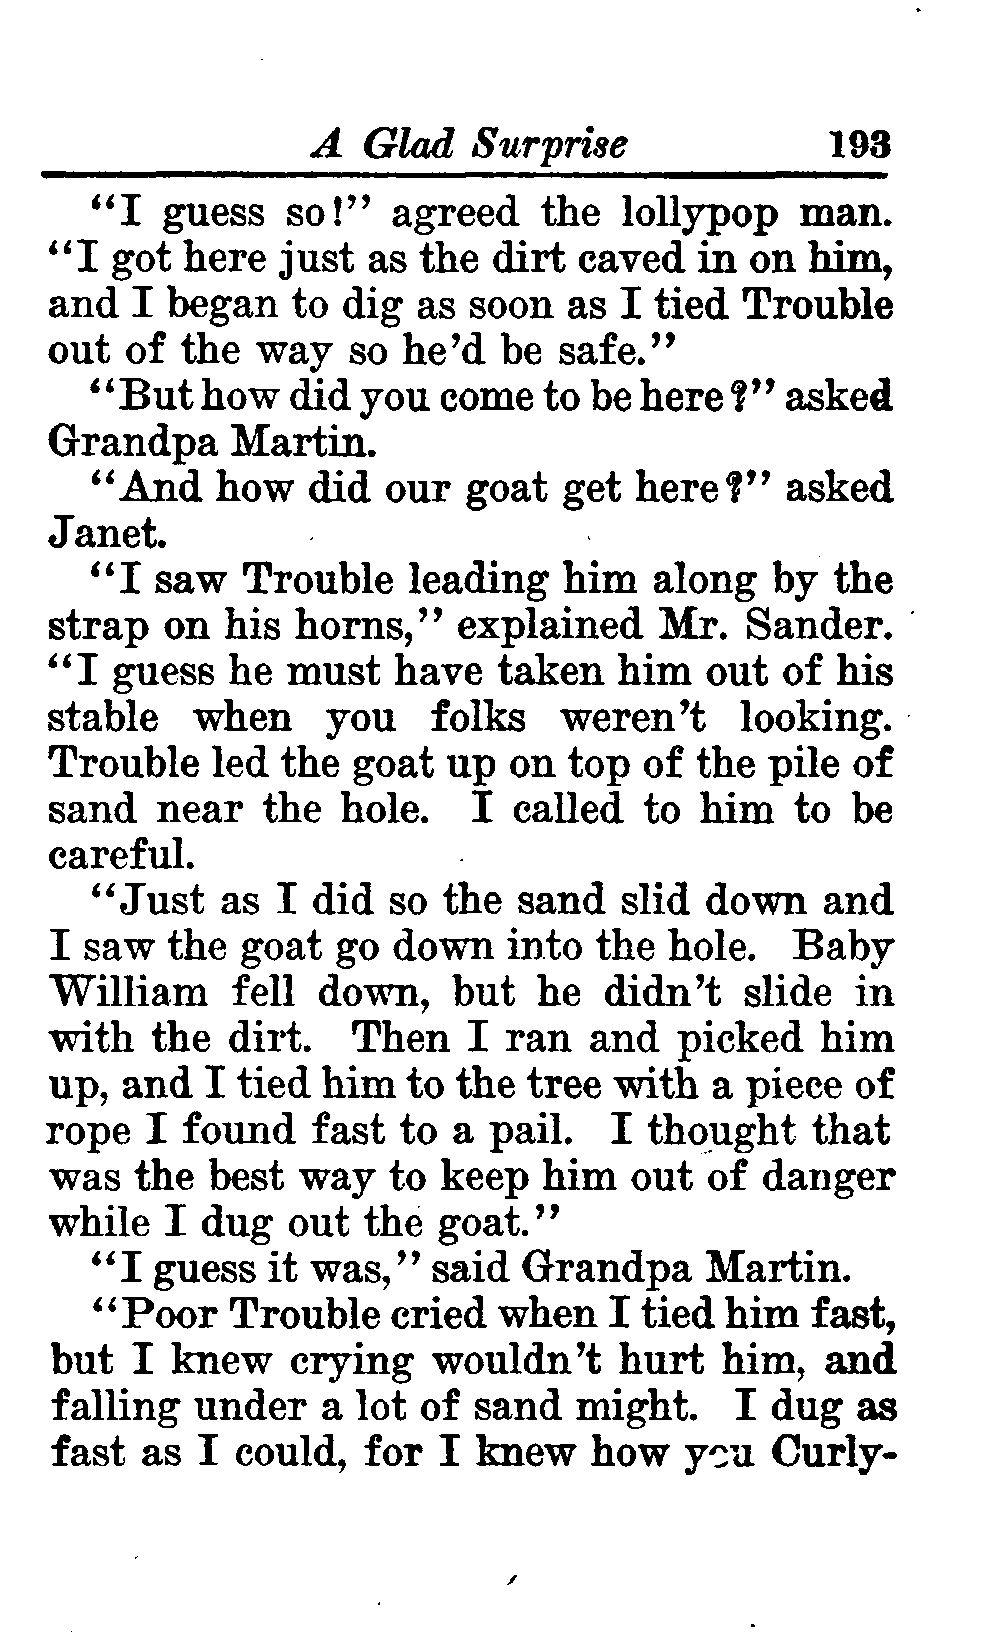 A Glad Surprise 193
"I guess so!" agreed the lollypop man.
"I got here just as the dirt caved in on him,
and I began to dig as soon as I tied Trouble
out of the way so he'd be safe."
"But how did you come to be here?" asked
Grandpa Martin.
"And how did our goat get here?" asked
Janet.
"I saw Trouble leading him along by the
strap on his horns," explained Mr. Sander.
"I guess he must have taken him out of his
stable when you folks weren't looking.
Trouble led the goat up on top of the pile of
sand near the hole. I called to him to be
careful.
"Just as I did so the sand slid down and
I saw the goat go down into the hole. Baby
William fell down, but he didn't slide in
with the dirt. Then I ran and picked him
up, and I tied him to the tree with a piece of
rope I found fast to a pail. I thought that
was the best way to keep him out of danger
while I dug out the goat."
"I guess it was," said Grandpa Martin.
"Poor Trouble cried when I tied him fast,
but I knew crying wouldn't hurt him, and
falling under a lot of sand might. I dug as
fast as I could, for I knew how you Curly-